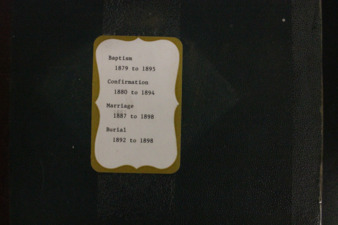 Baptism
1879 to 1895
Confirmation
1880 to 1894
Marriage
1887 to 1898
Burial
1892 to 1898